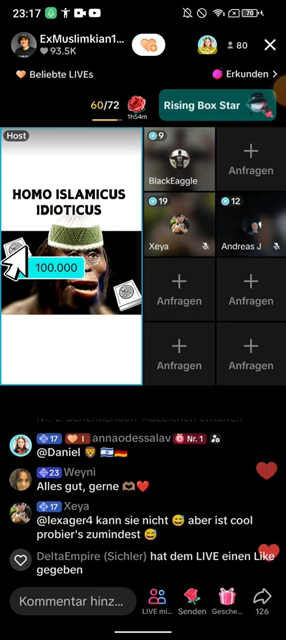 23:17
70
ExMuslimkian1...
93.5K
80
Beliebte LIVEs
Erkunden >
60/72
1h54m
Rising Box Star
Host
9
BlackEaggle
Anfragen
HOMO ISLAMICUS
IDIOTICUS
19
Xeya
12
Andreas J
100.000
Anfragen
Anfragen
Anfragen
Anfragen
17
1
annaodessalav
Nr. 1
@Daniel 🦁 🇮🇱🇩🇪
23
Weyni
Alles gut, gerne 🫶🏽❤️
17
Xeya
@lexager4 kann sie nicht 😅 aber ist cool
probier's zumindest 😅
DeltaEmpire (Sichler) hat dem LIVE einen Like
gegeben
Kommentar hinz...
LIVE mi...
Senden
Gesche...
126